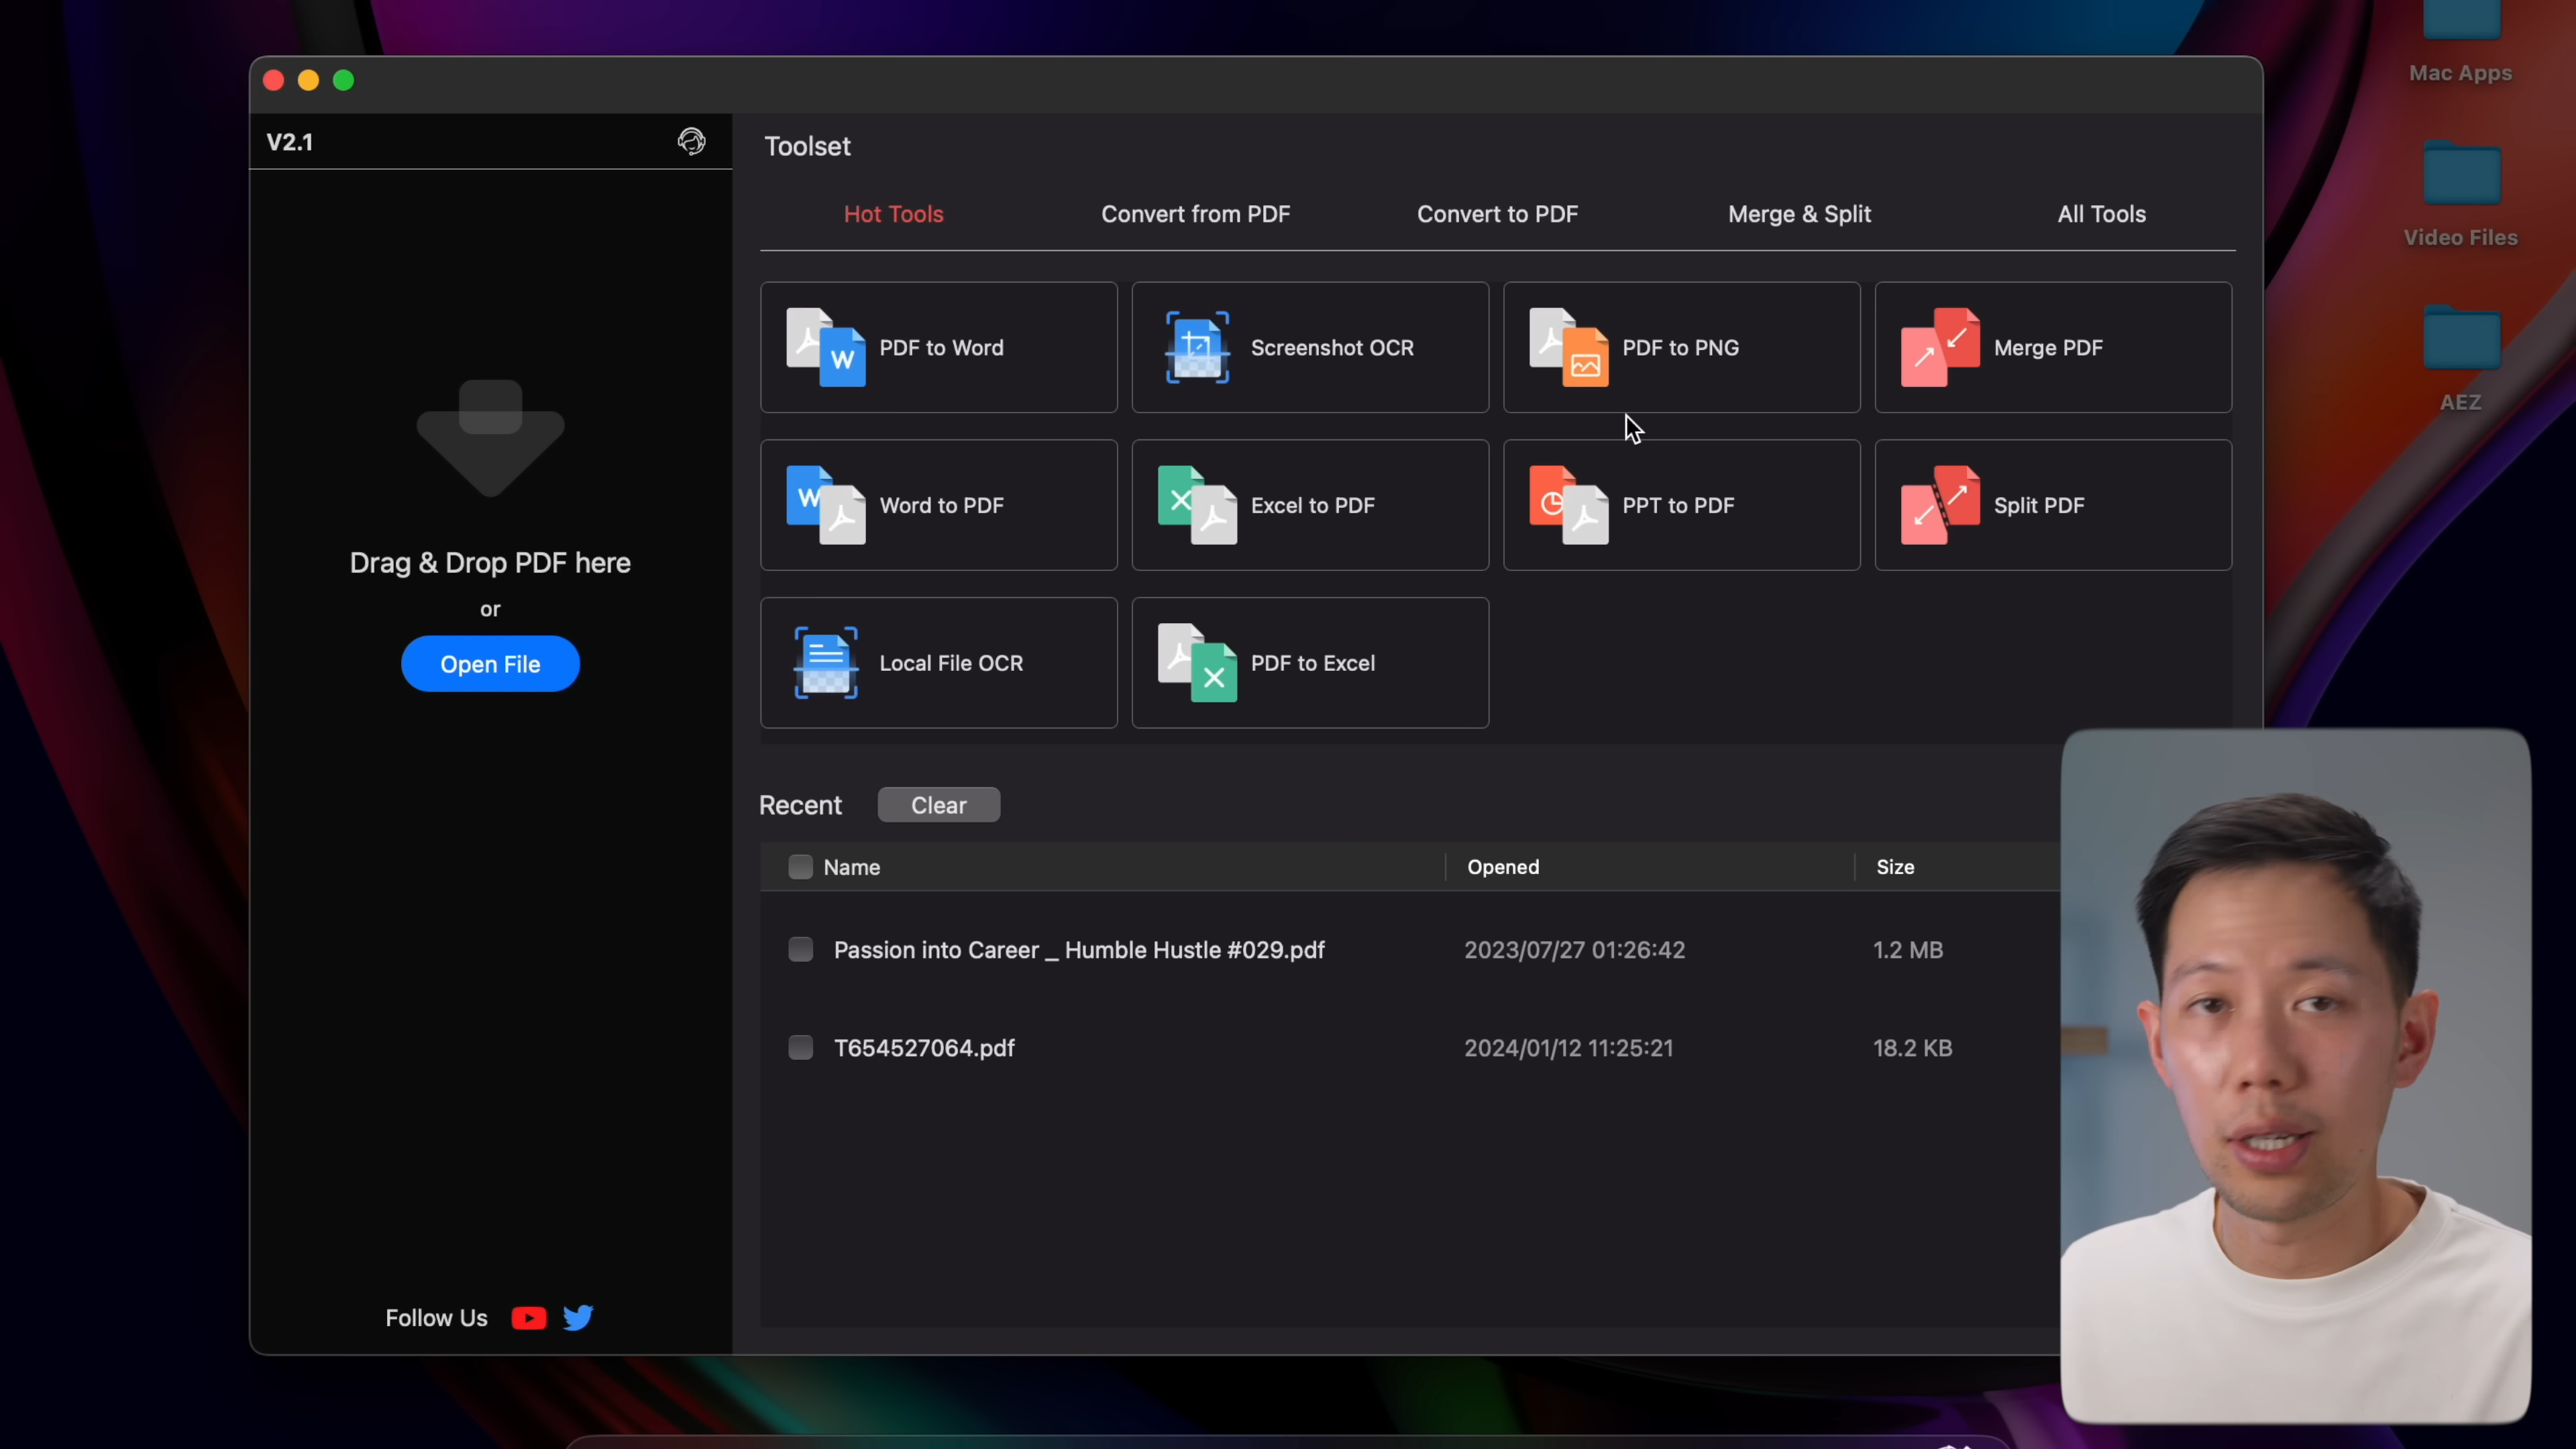 Mac Apps
V2.1
Toolset
Hot Tools
Convert from PDF
Convert to PDF
Merge & Split
All Tools
Video Files
PDF to Word
Screenshot OCR
PDF to PNG
Merge PDF
AEZ
Word to PDF
Excel to PDF
PPT to PDF
Split PDF
Drag & Drop PDF here
or
Open File
Local File OCR
PDF to Excel
Recent
Clear
Name
Opened
Size
Passion into Career _ Humble Hustle #029.pdf
2023/07/27 01:26:42
1.2 MB
T654527064.pdf
2024/01/12 11:25:21
18.2 KB
Follow Us